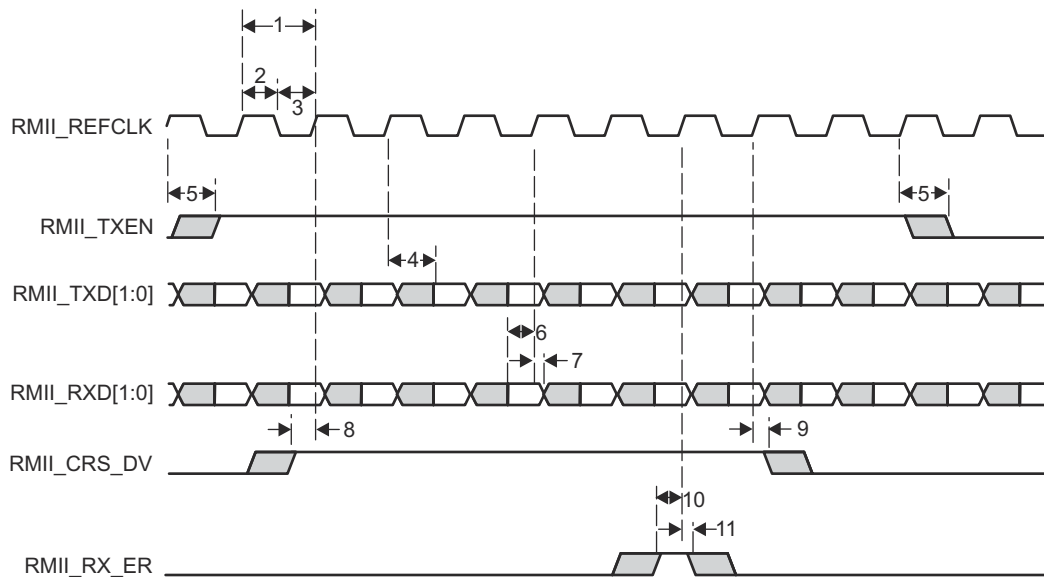 1
2
3
RMII_REFCLK
5
5
RMII_TXEN
4
RMII_TXD[1:0]
6
7
RMII_RXD[1:0]
8
9
RMII_CRS_DV
10
11
RMII_RX_ER